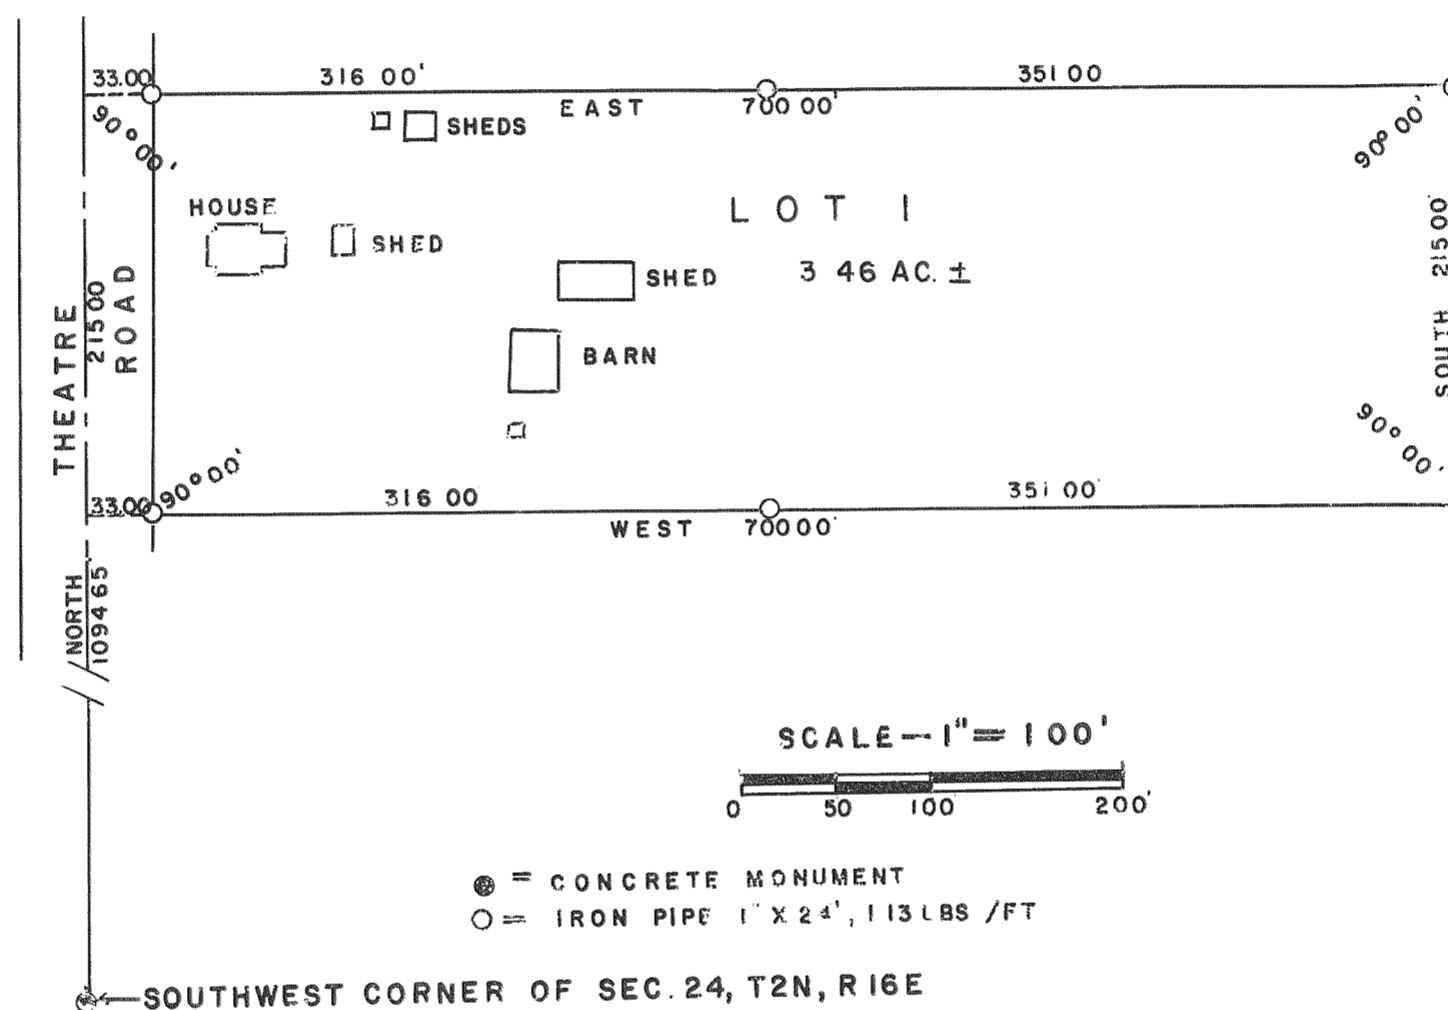 33.00 316 00' 351 00
EAST 700 00'
90° 00' 90° 00'
SHEDS
HOUSE
LOT 1
SHED
3 46 AC. ±
SHED
THEATRE ROAD
215 00
SOUTH 215 00'
BARN
90° 00' 90° 00'
33.00 316 00 351 00'
WEST 700 00'
NORTH
1094 65'
SCALE — 1" = 100'
0 50 100 200'
= CONCRETE MONUMENT
= IRON PIPE 1" X 24", 1 13 LBS /FT
SOUTHWEST CORNER OF SEC. 24, T2N, R16E